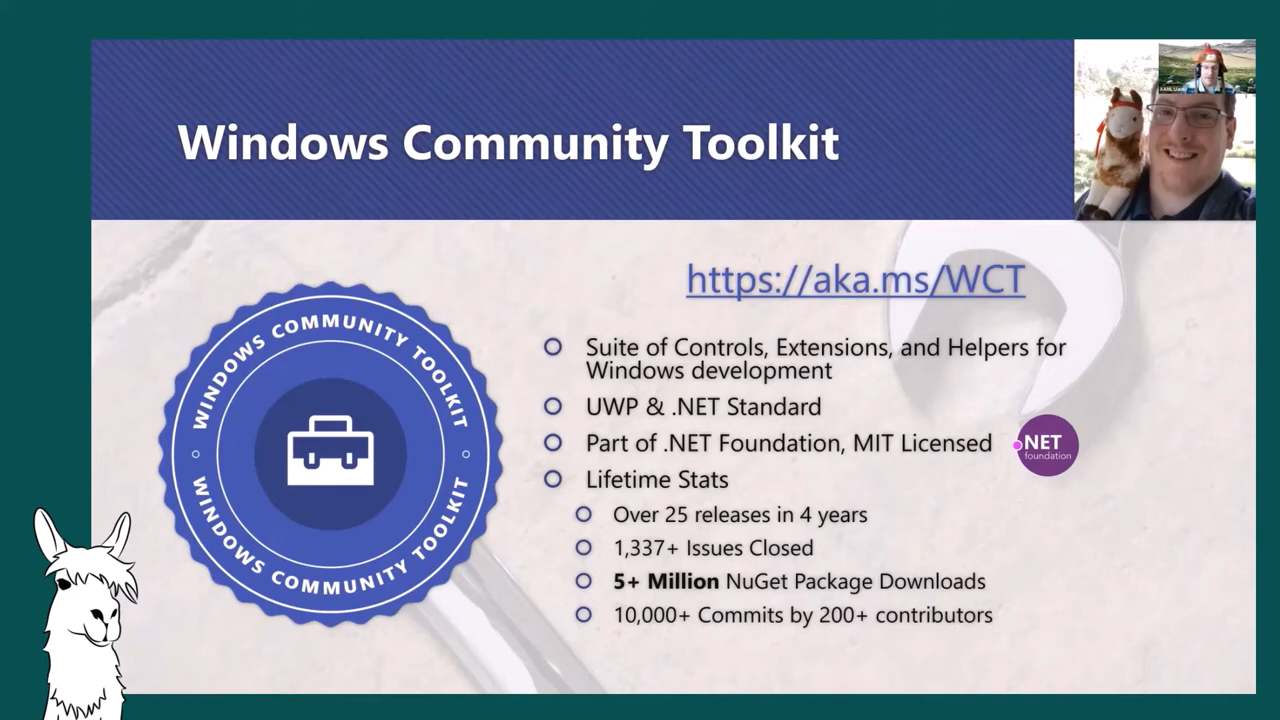 Windows Community Toolkit
https://aka.ms/WCT
WINDOWS COMMUNITY TOOLKIT
WINDOWS COMMUNITY TOOLKIT
Suite of Controls, Extensions, and Helpers for
Windows development
UWP & .NET Standard
Part of .NET Foundation, MIT Licensed
.NET
foundation
Lifetime Stats
Over 25 releases in 4 years
1,337+ Issues Closed
5+ Million NuGet Package Downloads
10,000+ Commits by 200+ contributors